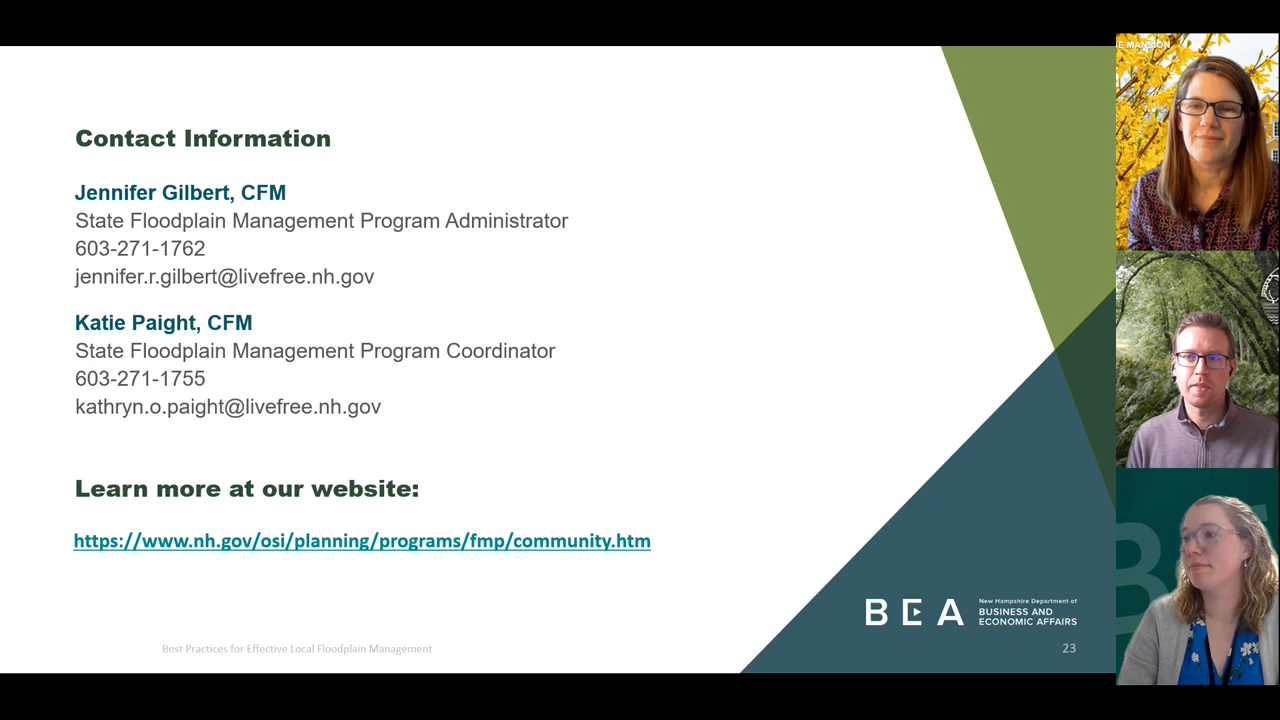 Contact Information
Jennifer Gilbert, CFM
State Floodplain Management Program Administrator
603-271-1762
jennifer.r.gilbert@livefree.nh.gov
Katie Paight, CFM
State Floodplain Management Program Coordinator
603-271-1755
kathryn.o.paight@livefree.nh.gov
Learn more at our website:
https://www.nh.gov/osi/planning/programs/fmp/community.htm
BEA
New Hampshire Department of
BUSINESS AND
ECONOMIC AFFAIRS
Best Practices for Effective Local Floodplain Management
23
MANSION